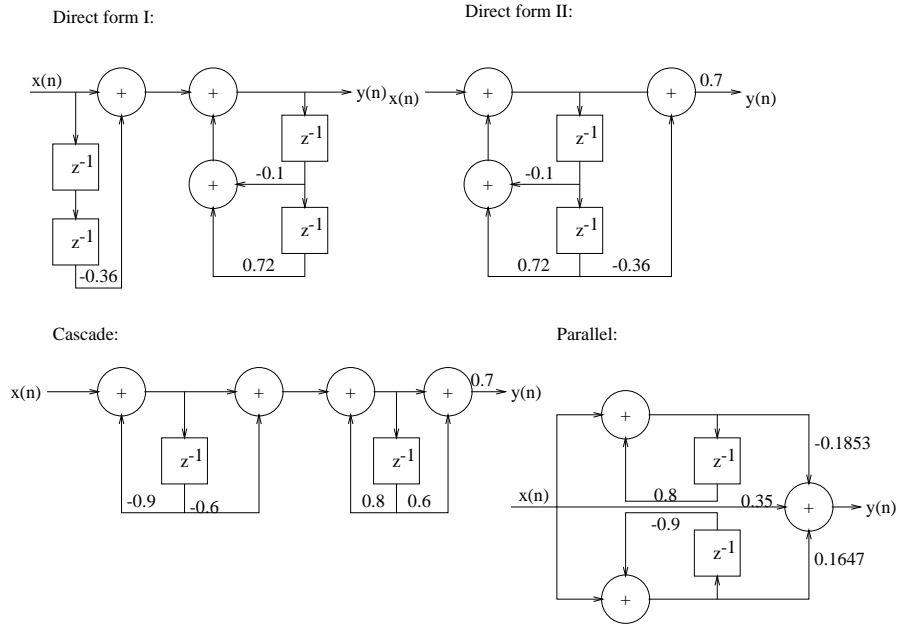 Direct form I:
x(n)
+
+
y(n)
z-1
z-1
-0.36
z-1
+
-0.1
z-1
0.72
Direct form II:
x(n)
+
+
0.7
y(n)
z-1
+
-0.1
z-1
0.72
-0.36
Cascade:
x(n)
+
+
+
+
0.7
y(n)
z-1
-0.9
-0.6
z-1
0.8
0.6
Parallel:
+
z-1
-0.1853
0.8
x(n)
0.35
+
y(n)
-0.9
z-1
0.1647
+